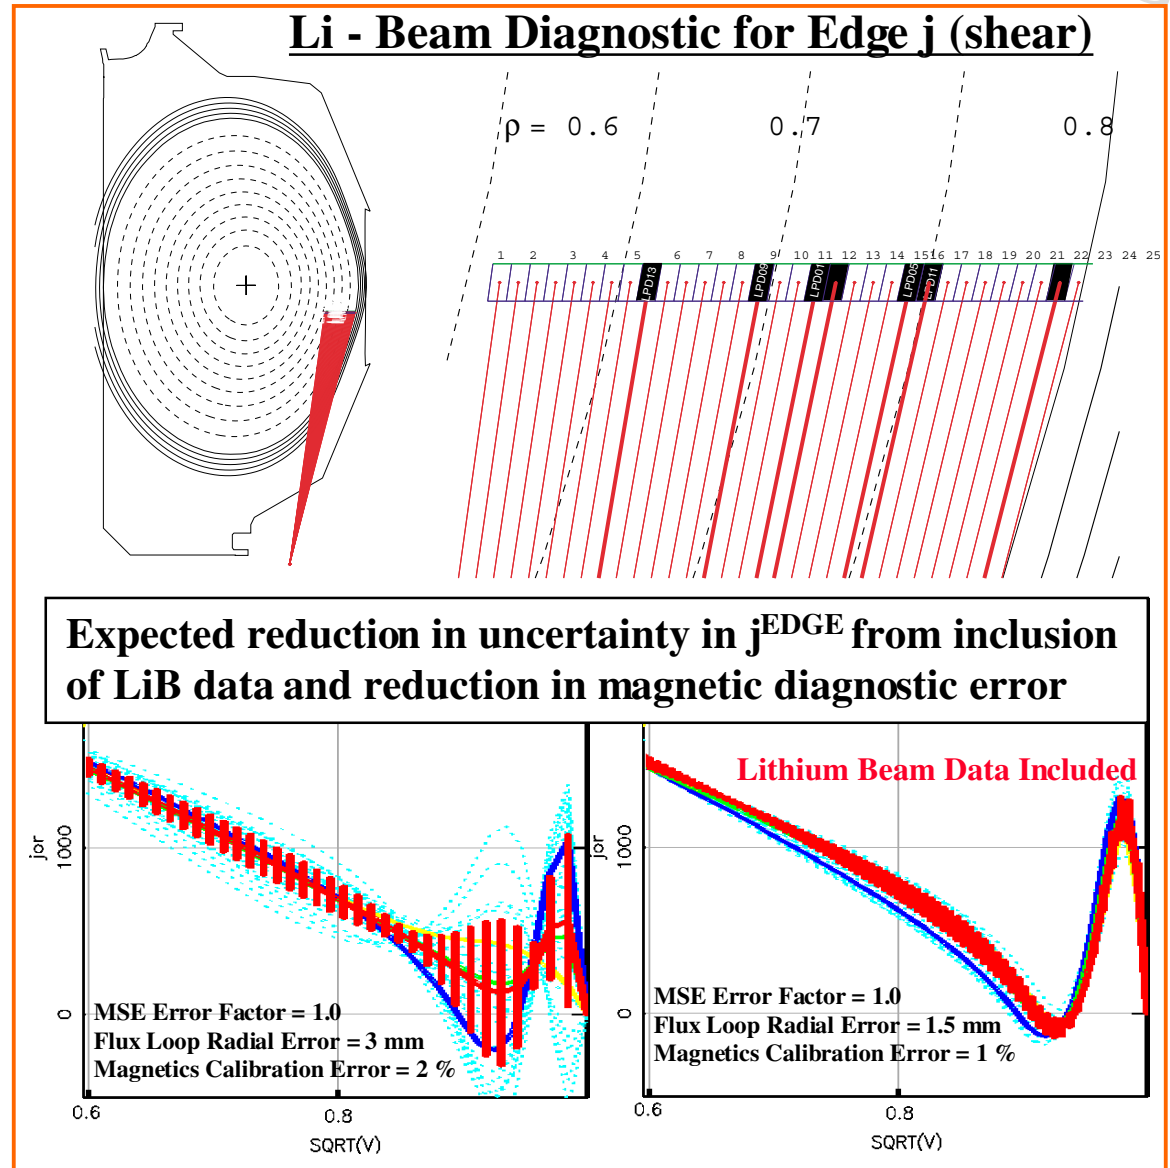 Li - Beam Diagnostic for Edge j (shear)
ρ = 0.6 0.7 0.8
1 2 3 4 5 6 7 8 9 10 11 12 13 14 15 16 17 18 19 20 21 22 23 24 25
LPD13 LPD09 LPD01 LPD05 LPD11
Expected reduction in uncertainty in jEDGE from inclusion
of LiB data and reduction in magnetic diagnostic error
jor
1000
0
MSE Error Factor = 1.0
Flux Loop Radial Error = 3 mm
Magnetics Calibration Error = 2 %
0.6 0.8
SQRT(V)
Lithium Beam Data Included
jor
1000
0
MSE Error Factor = 1.0
Flux Loop Radial Error = 1.5 mm
Magnetics Calibration Error = 1 %
0.6 0.8
SQRT(V)